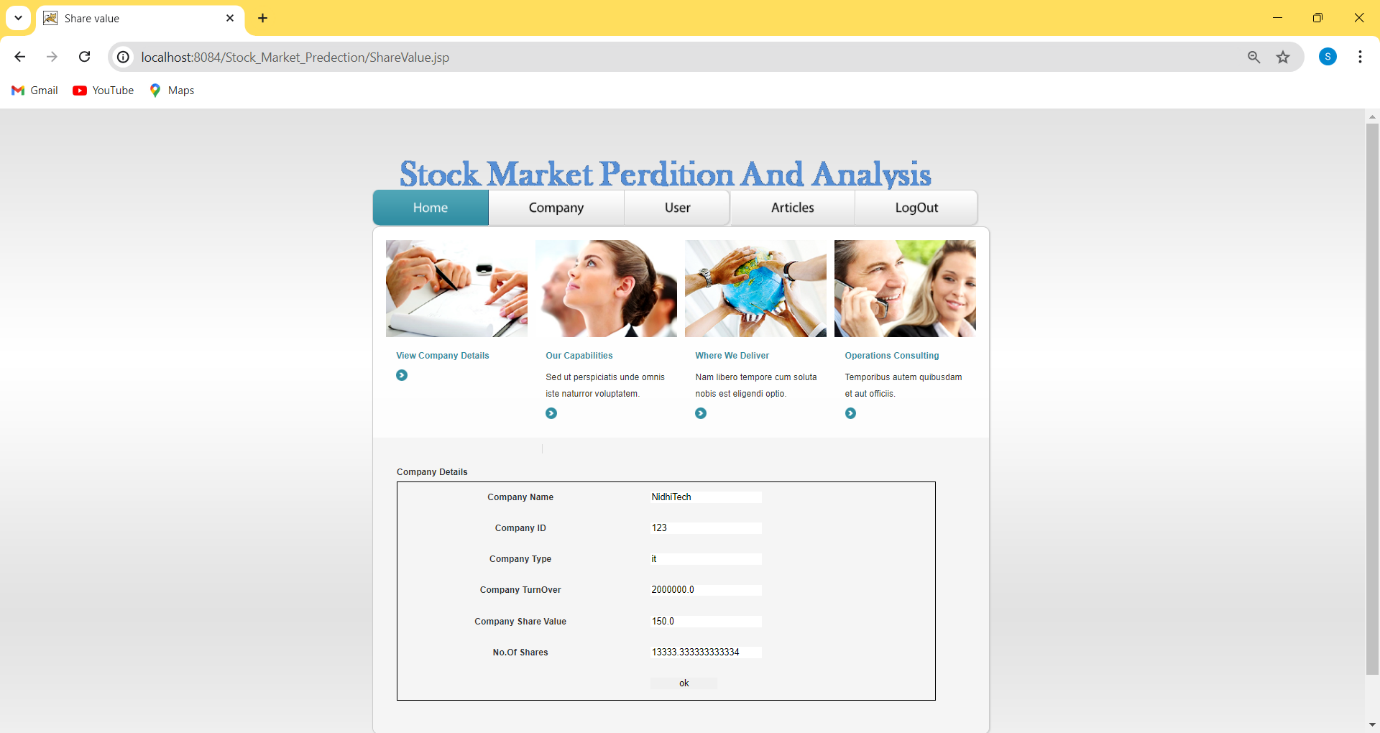 Share value
localhost:8084/Stock_Market_Predection/ShareValue.jsp
S
Gmail YouTube Maps
Stock Market Perdition And Analysis
Home Company User Articles LogOut
View Company Details
Our Capabilities
Sed ut perspiciatis unde omnis
iste naturror voluptatem.
Where We Deliver
Nam libero tempore cum soluta
nobis est eligendi optio.
Operations Consulting
Temporibus autem quibusdam
et aut officiis.
Company Details
Company Name NidhiTech
Company ID 123
Company Type it
Company TurnOver 2000000.0
Company Share Value 150.0
No.Of Shares 13333.333333333334
ok